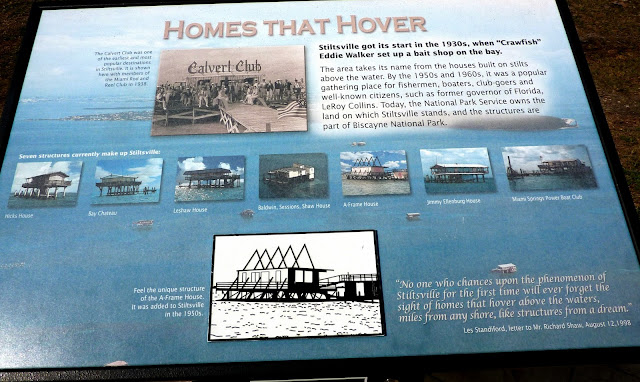 HOMES THAT HOVER
The Calvert Club was one
of the earliest and most
popular destinations
in Stiltsville. It is shown
here with members of
the Miami Rod and
Reel Club in 1938.
Calvert Club
Stiltsville got its start in the 1930s, when "Crawfish"
Eddie Walker set up a bait shop on the bay.
The area takes its name from the houses built on stilts
above the water. By the 1950s and 1960s, it was a popular
gathering place for fishermen, boaters, club-goers and
well-known citizens, such as former governor of Florida,
LeRoy Collins. Today, the National Park Service owns the
land on which Stiltsville stands, and the structures are
part of Biscayne National Park.
Seven structures currently make up Stiltsville:
Hicks House
Bay Chateau
Leshaw House
Baldwin, Sessions, Shaw House
A-Frame House
Jimmy Ellenburg House
Miami Springs Power Boat Club
Feel the unique structure
of the A-Frame House.
It was added to Stiltsville
in the 1950s.
"No one who chances upon the phenomenon of
Stiltsville for the first time will ever forget the
sight of homes that hover above the waters,
miles from any shore, like structures from a dream."
Les Standiford, letter to Mr. Richard Shaw, August 12,1998